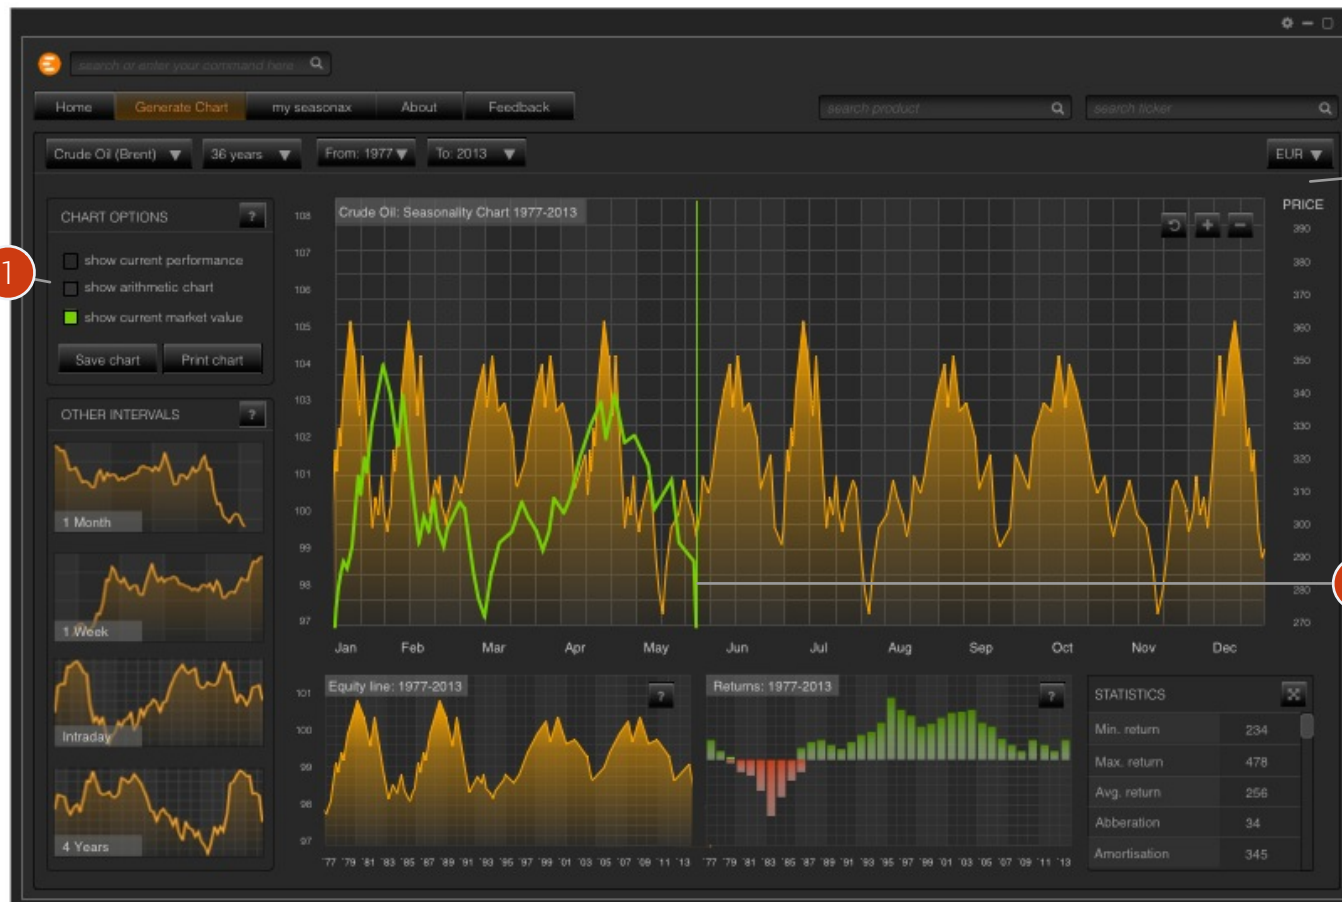 search or enter your command here
Home Generate Chart my seasonax About Feedback search product search ticker
Crude Oil (Brent) 36 years From: 1977 To: 2013 EUR
CHART OPTIONS ?
show current performance
show arithmetic chart
show current market value
Save chart Print chart
1
OTHER INTERVALS ?
1 Month
1 Week
Intraday
4 Years
Crude Oil: Seasonality Chart 1977-2013
108
107
106
105
104
103
102
101
100
99
98
97
PRICE
390
380
370
360
350
340
330
320
310
300
290
280
270
Jan Feb Mar Apr May Jun Jul Aug Sep Oct Nov Dec
Equity line: 1977-2013 ?
101
100
99
98
97
'77 '79 '81 '83 '85 '87 '89 '91 '93 '95 '97 '99 '01 '03 '05 '07 '09 '11 '13
Returns: 1977-2013 ?
'77 '79 '81 '83 '85 '87 '89 '91 '93 '95 '97 '99 '01 '03 '05 '07 '09 '11 '13
STATISTICS
Min. return 234
Max. return 478
Avg. return 256
Abberation 34
Amortisation 345